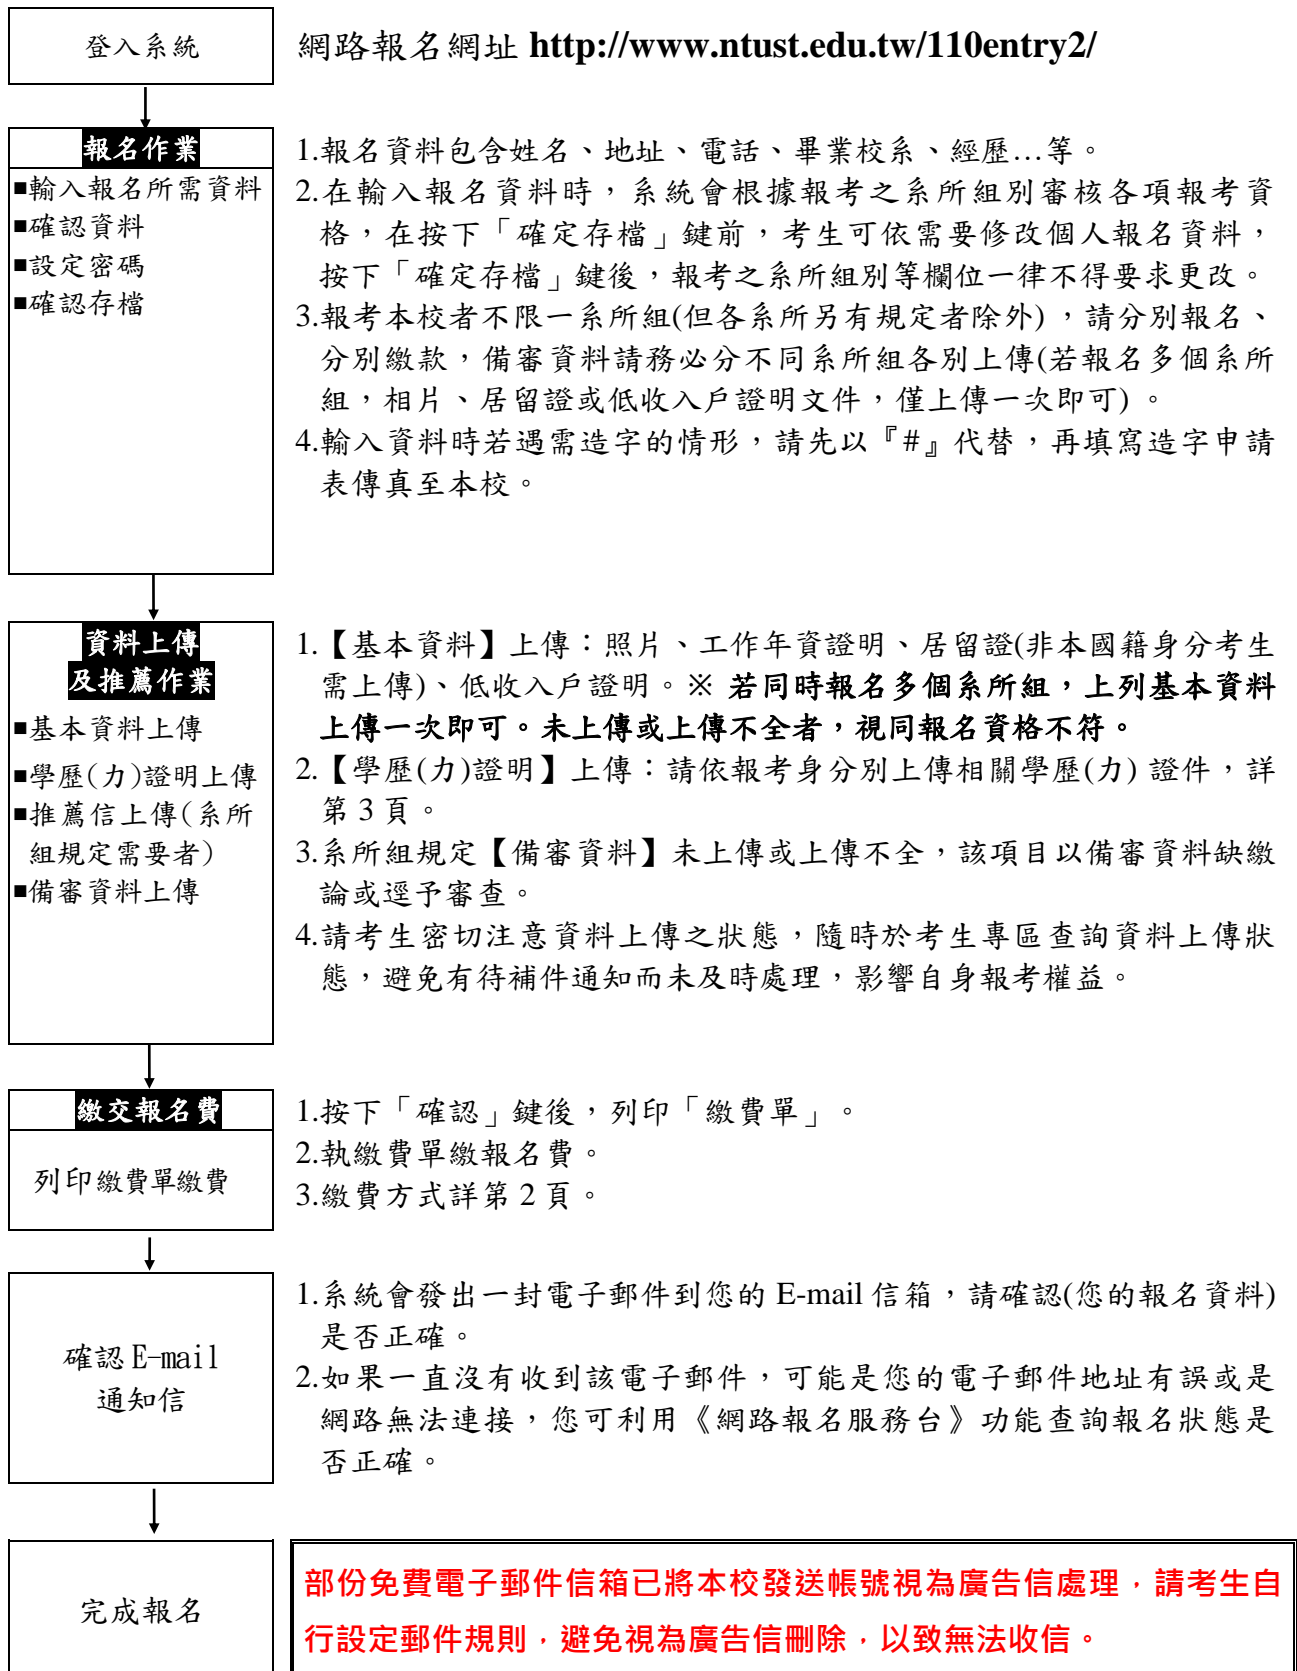 登入系統
網路報名網址 http://www.ntust.edu.tw/110entry2/
報名作業
■輸入報名所需資料
■確認資料
■設定密碼
■確認存檔
1.報名資料包含姓名、地址、電話、畢業校系、經歷…等。
2.在輸入報名資料時，系統會根據報考之系所組別審核各項報考資
格，在按下「確定存檔」鍵前，考生可依需要修改個人報名資料，
按下「確定存檔」鍵後，報考之系所組別等欄位一律不得要求更改。
3.報考本校者不限一系所組(但各系所另有規定者除外)，請分別報名、
分別繳款，備審資料請務必分不同系所組各別上傳(若報名多個系所
組，相片、居留證或低收入戶證明文件，僅上傳一次即可)。
4.輸入資料時若遇需造字的情形，請先以『#』代替，再填寫造字申請
表傳真至本校。
資料上傳
及推薦作業
■基本資料上傳
■學歷(力)證明上傳
■推薦信上傳(系所
組規定需要者)
■備審資料上傳
1.【基本資料】上傳：照片、工作年資證明、居留證(非本國籍身分考生
需上傳)、低收入戶證明。※ 若同時報名多個系所組，上列基本資料
上傳一次即可。未上傳或上傳不全者，視同報名資格不符。
2.【學歷(力)證明】上傳：請依報考身分別上傳相關學歷(力) 證件，詳
第 3 頁。
3.系所組規定【備審資料】未上傳或上傳不全，該項目以備審資料缺繳
論或逕予審查。
4.請考生密切注意資料上傳之狀態，隨時於考生專區查詢資料上傳狀
態，避免有待補件通知而未及時處理，影響自身報考權益。
繳交報名費
列印繳費單繳費
1.按下「確認」鍵後，列印「繳費單」。
2.執繳費單繳報名費。
3.繳費方式詳第 2 頁。
確認 E-mail
通知信
1.系統會發出一封電子郵件到您的 E-mail 信箱，請確認(您的報名資料)
是否正確。
2.如果一直沒有收到該電子郵件，可能是您的電子郵件地址有誤或是
網路無法連接，您可利用《網路報名服務台》功能查詢報名狀態是
否正確。
完成報名
部份免費電子郵件信箱已將本校發送帳號視為廣告信處理，請考生自
行設定郵件規則，避免視為廣告信刪除，以致無法收信。